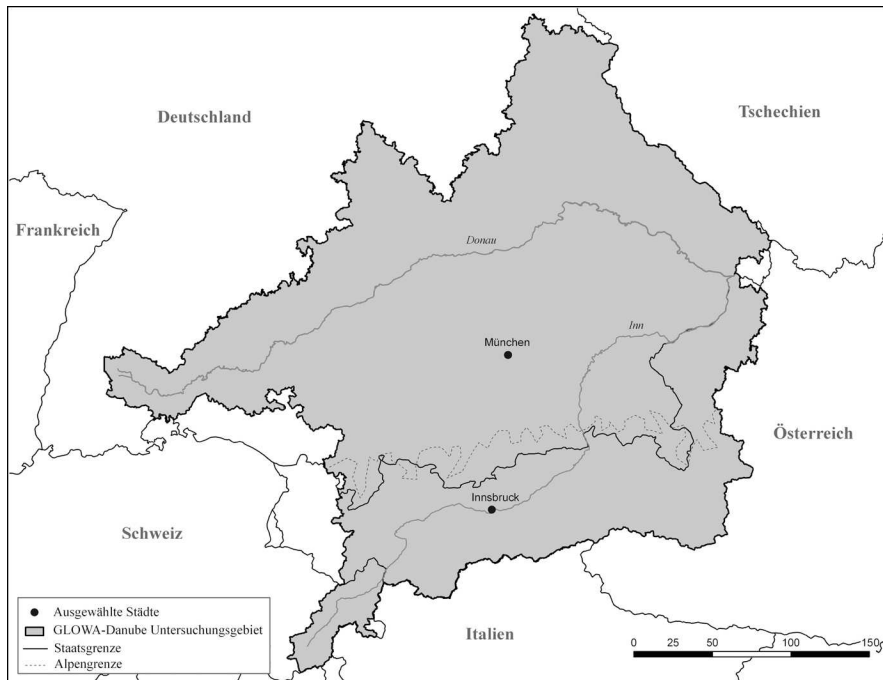 Deutschland
Tschechien
Frankreich
Donau
Inn
München
Österreich
Innsbruck
Schweiz
Ausgewählte Städte
GLOWA-Danube Untersuchungsgebiet
Staatsgrenze
Alpengrenze
Italien
0 25 50 100 150